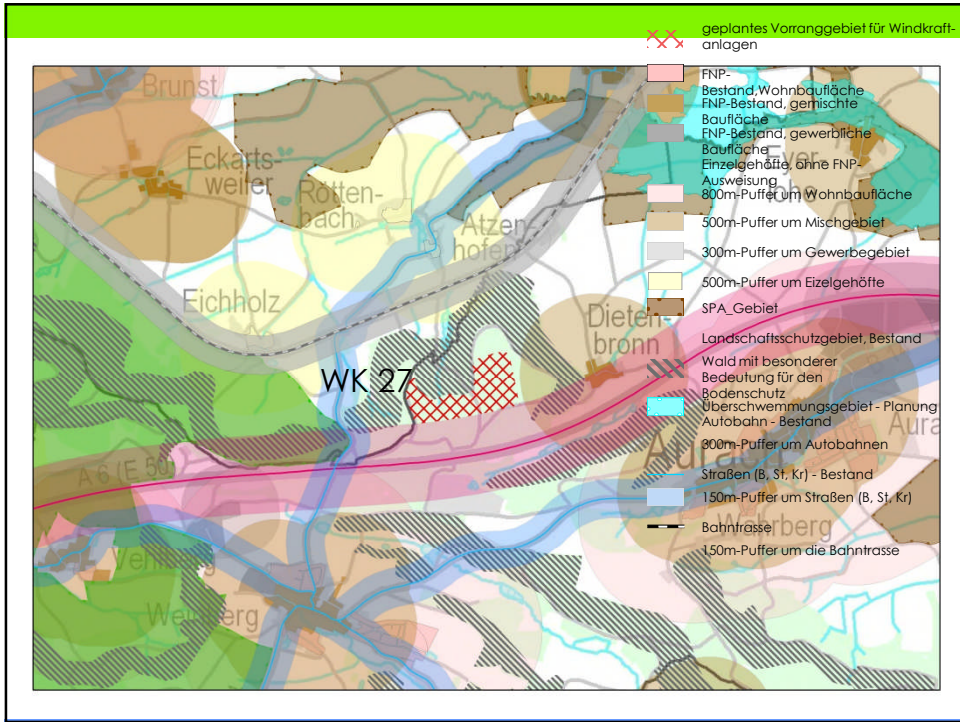 geplantes Vorranggebiet für Windkraft-
anlagen
FNP-
Bestand,Wohnbaufläche
FNP-Bestand, gemischte
Baufläche
FNP-Bestand, gewerbliche
Baufläche
Einzelgehöfte, ohne FNP-
Ausweisung
800m-Puffer um Wohnbaufläche
500m-Puffer um Mischgebiet
300m-Puffer um Gewerbegebiet
500m-Puffer um Eizelgehöfte
SPA_Gebiet
Landschaftsschutzgebiet, Bestand
Wald mit besonderer
Bedeutung für den
Bodenschutz
Überschwemmungsgebiet - Planung
Autobahn - Bestand
300m-Puffer um Autobahnen
Straßen (B, St, Kr) - Bestand
150m-Puffer um Straßen (B, St, Kr)
Bahntrasse
150m-Puffer um die Bahntrasse
Brunst
Eckarts-
weiler
Rötten-
bach
Atzen-
hofen
Eichholz
Dieten-
bronn
WK 27
A 6 (E 50)
Wehrberg